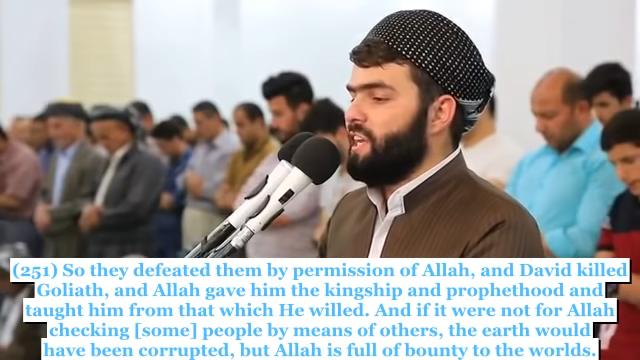 (251) So they defeated them by permission of Allah, and David killed
Goliath, and Allah gave him the kingship and prophethood and
taught him from that which He willed. And if it were not for Allah
checking [some] people by means of others, the earth would
have been corrupted, but Allah is full of bounty to the worlds.